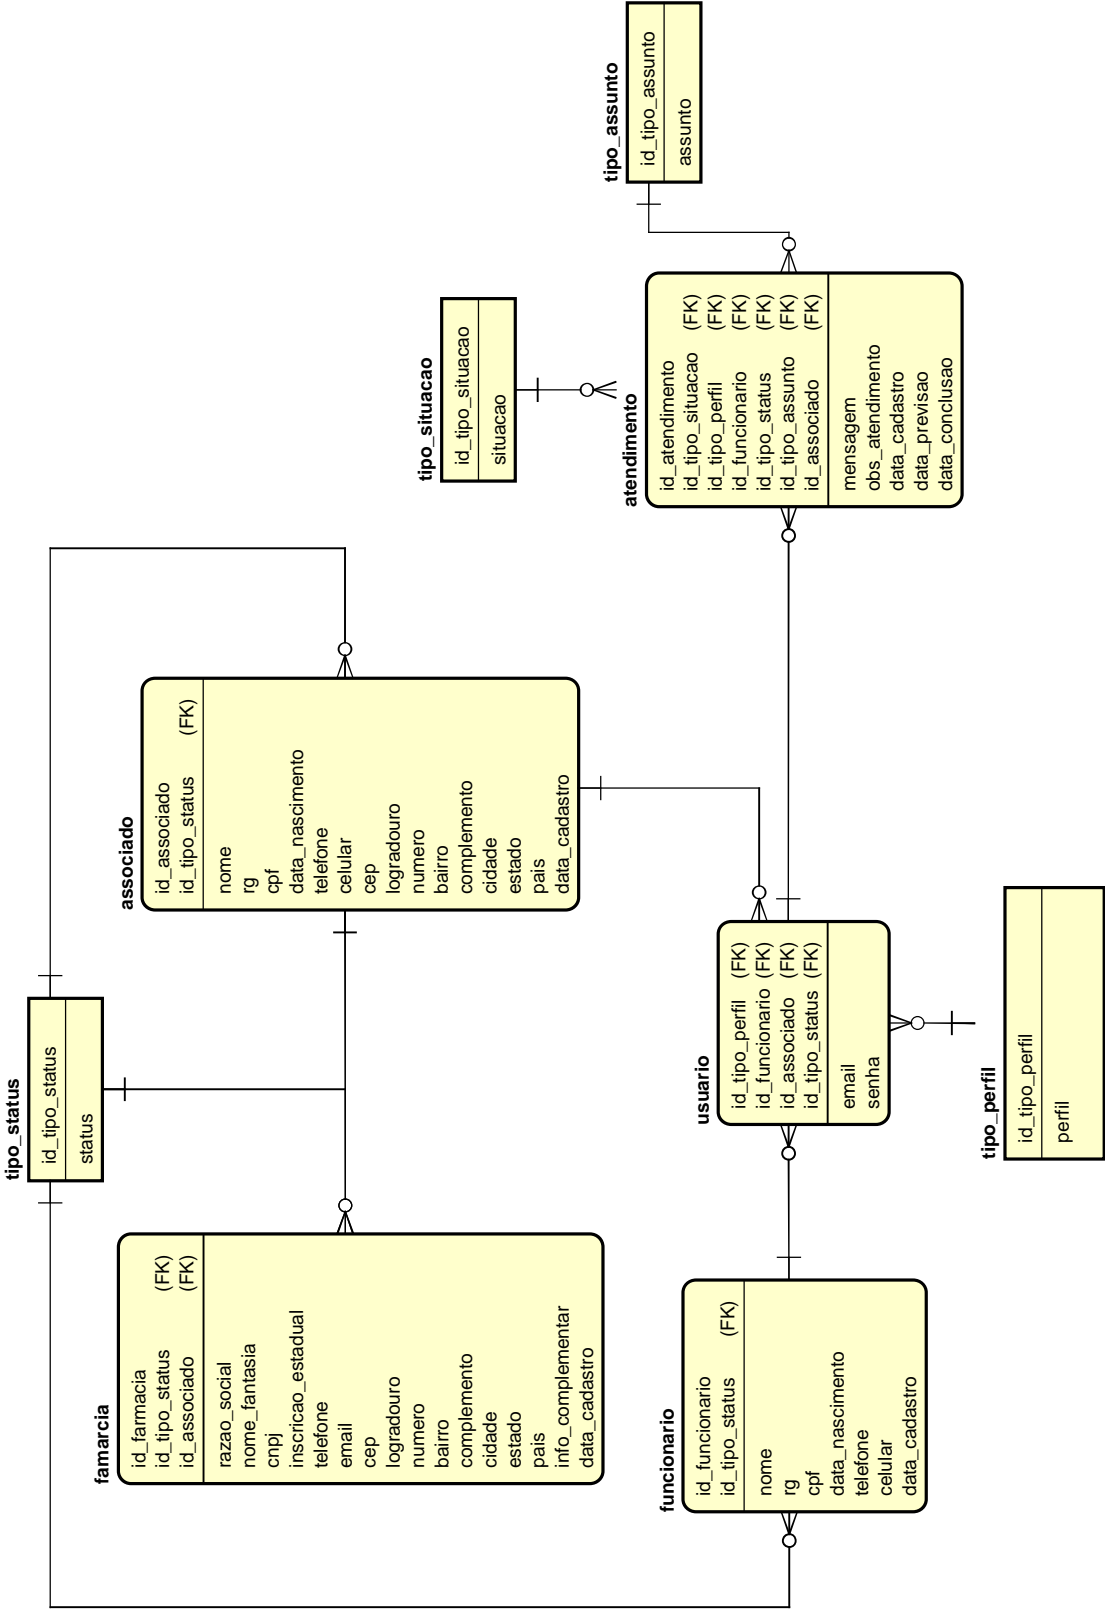 tipo_status
id_tipo_status
status
famarcia
id_farmacia
id_tipo_status (FK)
id_associado (FK)
razao_social
nome_fantasia
cnpj
inscricao_estadual
telefone
email
cep
logradouro
numero
bairro
complemento
cidade
estado
pais
info_complementar
data_cadastro
associado
id_associado
id_tipo_status (FK)
nome
rg
cpf
data_nascimento
telefone
celular
cep
logradouro
numero
bairro
complemento
cidade
estado
pais
data_cadastro
tipo_situacao
id_tipo_situacao
situacao
tipo_assunto
id_tipo_assunto
assunto
funcionario
id_funcionario
id_tipo_status (FK)
nome
rg
cpf
data_nascimento
telefone
celular
data_cadastro
usuario
id_tipo_perfil (FK)
id_funcionario (FK)
id_associado (FK)
id_tipo_status (FK)
email
senha
atendimento
id_atendimento
id_tipo_situacao (FK)
id_tipo_perfil (FK)
id_funcionario (FK)
id_tipo_status (FK)
id_tipo_assunto (FK)
id_associado (FK)
mensagem
obs_atendimento
data_cadastro
data_previsao
data_conclusao
tipo_perfil
id_tipo_perfil
perfil